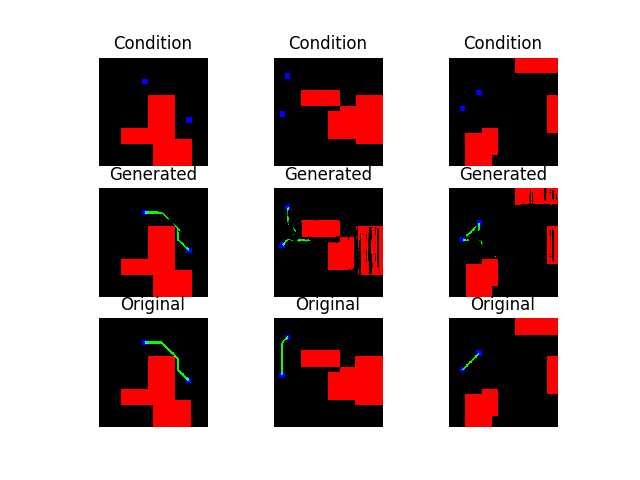 Condition
Condition
Condition
Generated
Generated
Generated
Original
Original
Original